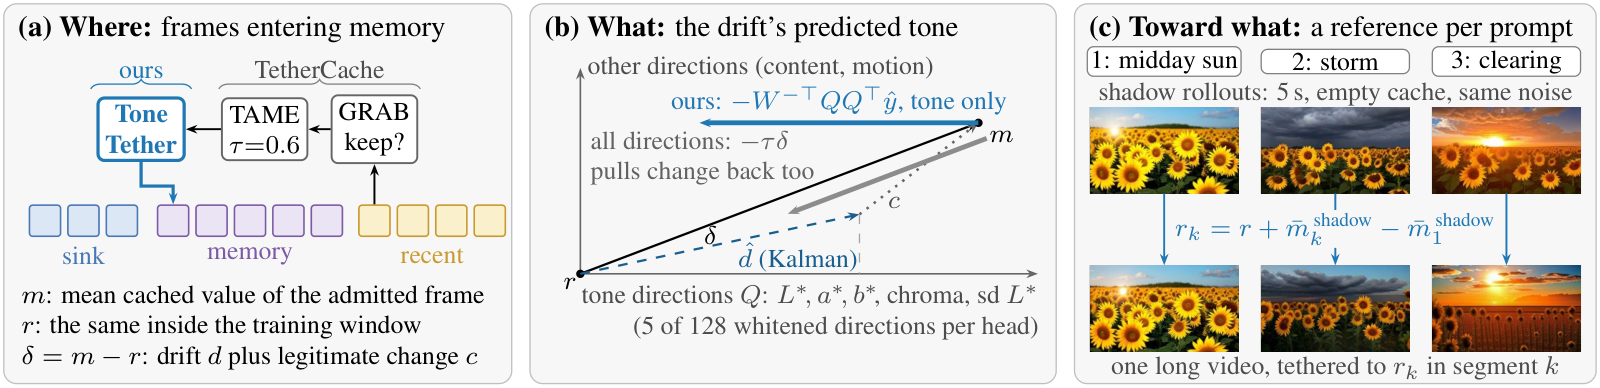 (a) Where: frames entering memory
ours
TetherCache
Tone
Tether
TAME
τ=0.6
GRAB
keep?
sink
memory
recent
m: mean cached value of the admitted frame
r: the same inside the training window
δ = m − r: drift d plus legitimate change c
(b) What: the drift's predicted tone
other directions (content, motion)
ours: −W^{−⊤}QQ^⊤ŷ, tone only
m
all directions: −τδ
pulls change back too
c
δ
d̂ (Kalman)
r
tone directions Q: L*, a*, b*, chroma, sd L*
(5 of 128 whitened directions per head)
(c) Toward what: a reference per prompt
1: midday sun
2: storm
3: clearing
shadow rollouts: 5 s, empty cache, same noise
r_k = r + m̄_k^{shadow} − m̄_1^{shadow}
one long video, tethered to r_k in segment k